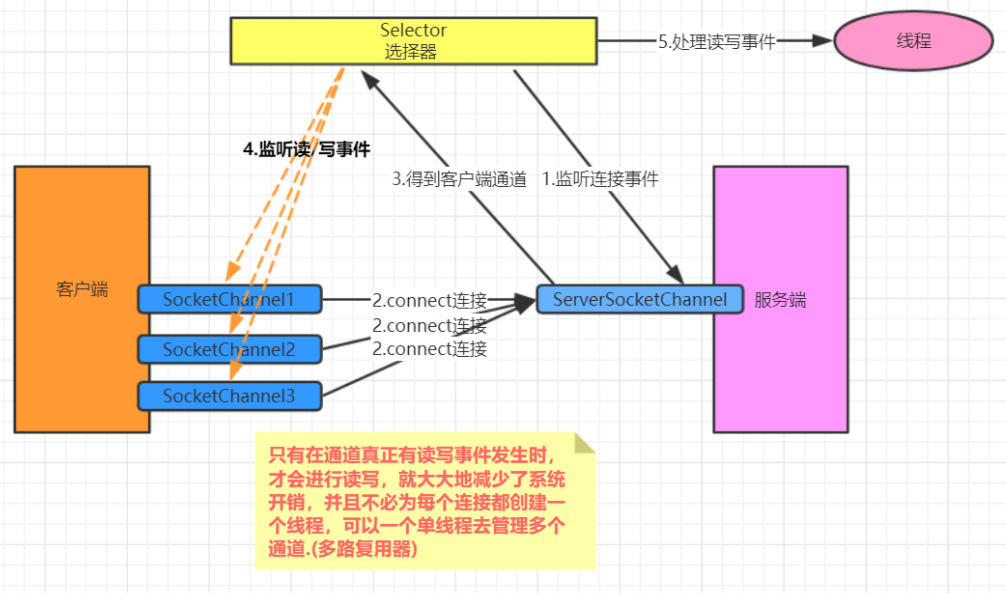 Selector
选择器
5.处理读写事件
线程
4.监听读/写事件
3.得到客户端通道
1.监听连接事件
客户端
SocketChannel1
2.connect连接
ServerSocketChannel
服务端
2.connect连接
SocketChannel2
2.connect连接
SocketChannel3
只有在通道真正有读写事件发生时，
才会进行读写，就大大地减少了系统
开销，并且不必为每个连接都创建一
个线程，可以一个单线程去管理多个
通道.(多路复用器)